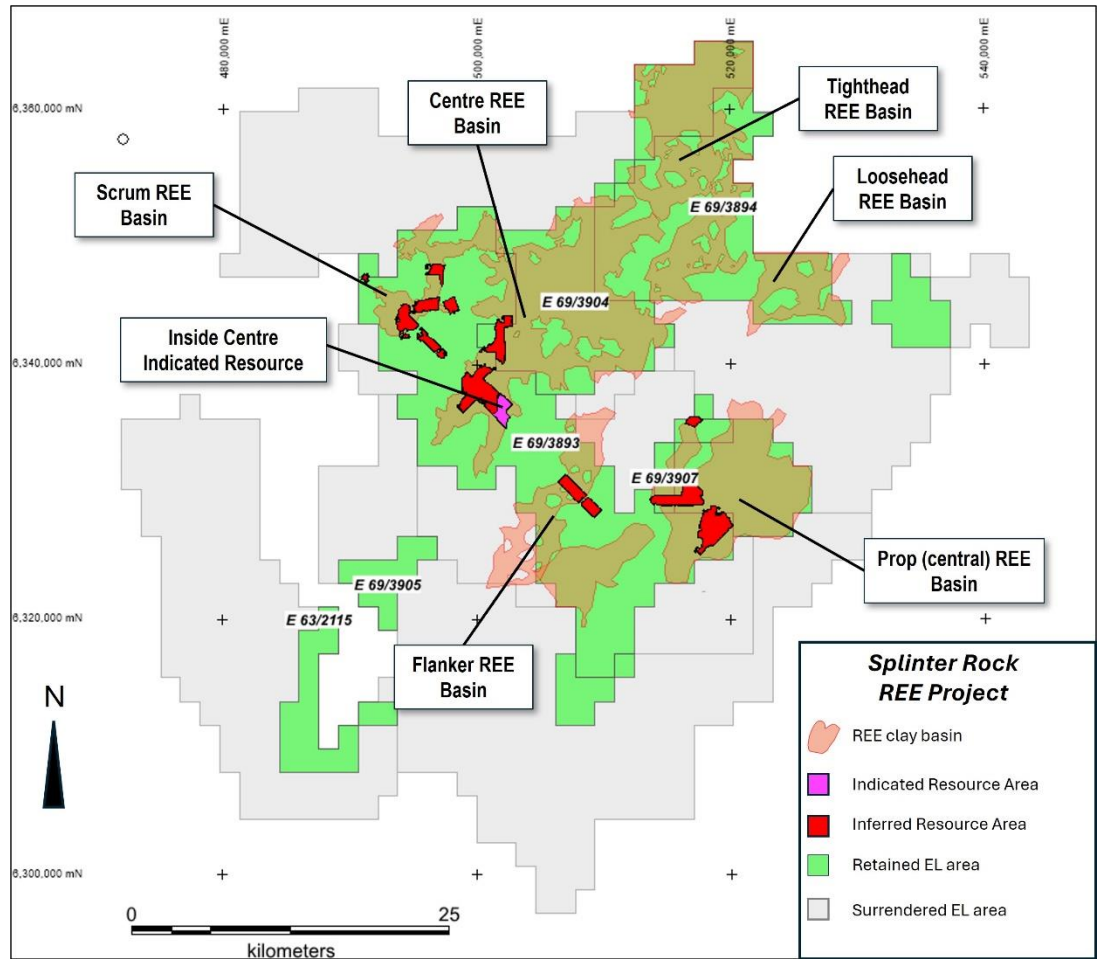 480,000 mE
500,000 mE
520,000 mE
540,000 mE
6,360,000 mN
6,340,000 mN
6,320,000 mN
6,300,000 mN
Centre REE
Basin
Tighthead
REE Basin
Loosehead
REE Basin
Scrum REE
Basin
E 69/3894
E 69/3904
Inside Centre
Indicated Resource
E 69/3893
E 69/3907
Prop (central) REE
Basin
E 69/3905
E 63/2115
Flanker REE
Basin
N
0
25
kilometers
Splinter Rock
REE Project
REE clay basin
Indicated Resource Area
Inferred Resource Area
Retained EL area
Surrendered EL area